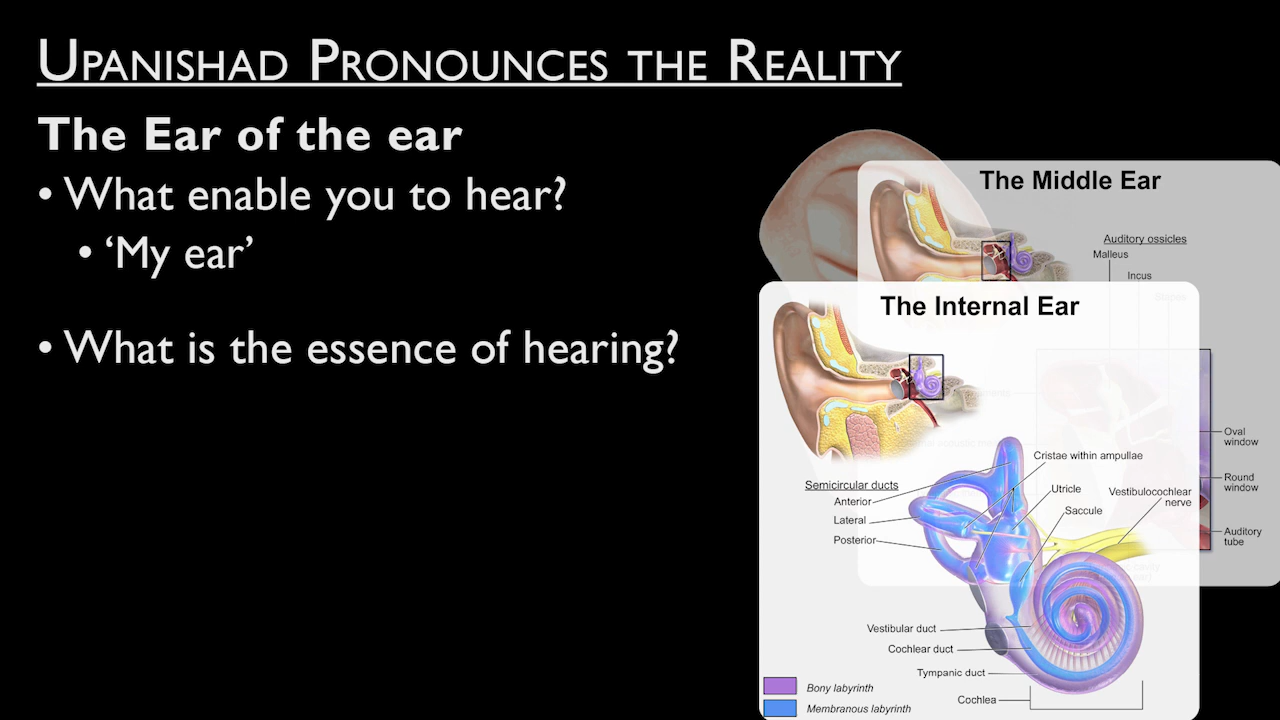 Upanishad Pronounces the Reality
The Ear of the ear
• What enable you to hear?
• ‘My ear’
• What is the essence of hearing?
The Middle Ear
Auditory ossicles
Malleus
Incus
Stapes
Oval
window
Round
window
Auditory
tube
The Internal Ear
Cristae within ampullae
Semicircular ducts
Anterior
Lateral
Posterior
Utricle
Saccule
Vestibulocochlear
nerve
Vestibular duct
Cochlear duct
Tympanic duct
Cochlea
Bony labyrinth
Membranous labyrinth